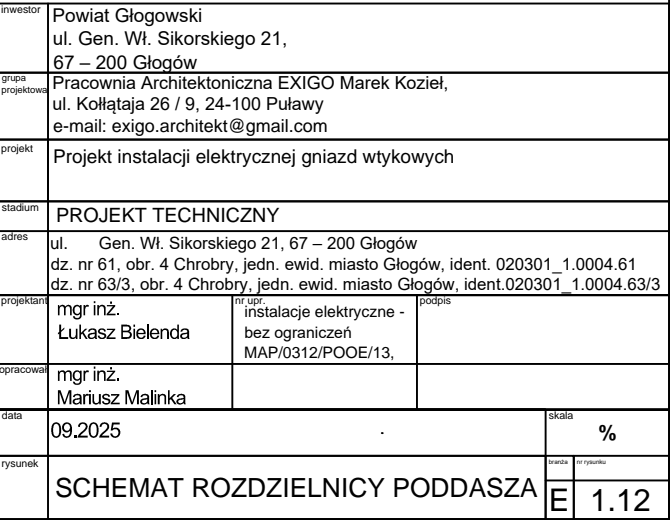 inwestor
Powiat Głogowski
ul. Gen. Wł. Sikorskiego 21,
67 – 200 Głogów
grupa
projektowa
Pracownia Architektoniczna EXIGO Marek Kozieł,
ul. Kołłątaja 26 / 9, 24-100 Puławy
e-mail: exigo.architekt@gmail.com
projekt
Projekt instalacji elektrycznej gniazd wtykowych
stadium
PROJEKT TECHNICZNY
adres
ul. Gen. Wł. Sikorskiego 21, 67 – 200 Głogów
dz. nr 61, obr. 4 Chrobry, jedn. ewid. miasto Głogów, ident. 020301_1.0004.61
dz. nr 63/3, obr. 4 Chrobry, jedn. ewid. miasto Głogów, ident.020301_1.0004.63/3
projektant
mgr inż.
Łukasz Bielenda
nr upr.
instalacje elektryczne -
bez ograniczeń
MAP/0312/POOE/13,
podpis
opracował
mgr inż.
Mariusz Malinka
data
09.2025
.
skala
%
rysunek
SCHEMAT ROZDZIELNICY PODDASZA
branża
E
nr rysunku
1.12